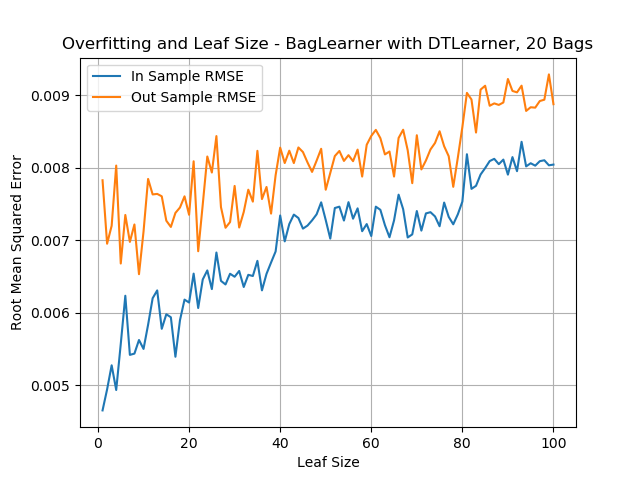 Overfitting and Leaf Size - BagLearner with DTLearner, 20 Bags
In Sample RMSE
Out Sample RMSE
0.009
0.008
0.007
0.006
0.005
Root Mean Squared Error
0
20
40
60
80
100
Leaf Size